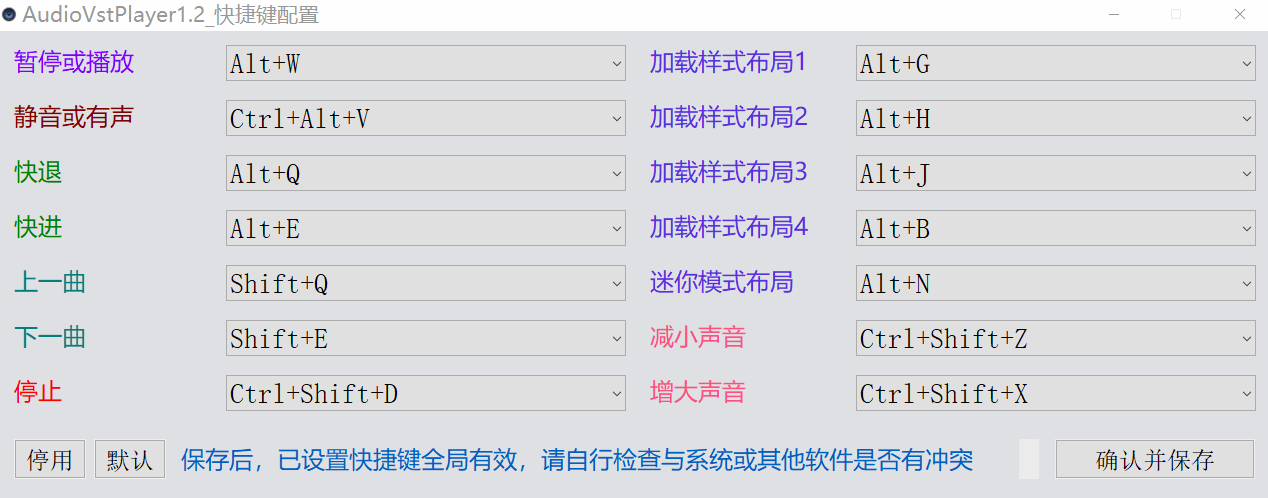 AudioVstPlayer1.2_快捷键配置
暂停或播放 Alt+W 加载样式布局1 Alt+G
静音或有声 Ctrl+Alt+V 加载样式布局2 Alt+H
快退 Alt+Q 加载样式布局3 Alt+J
快进 Alt+E 加载样式布局4 Alt+B
上一曲 Shift+Q 迷你模式布局 Alt+N
下一曲 Shift+E 减小声音 Ctrl+Shift+Z
停止 Ctrl+Shift+D 增大声音 Ctrl+Shift+X
停用 默认 保存后，已设置快捷键全局有效，请自行检查与系统或其他软件是否有冲突 确认并保存